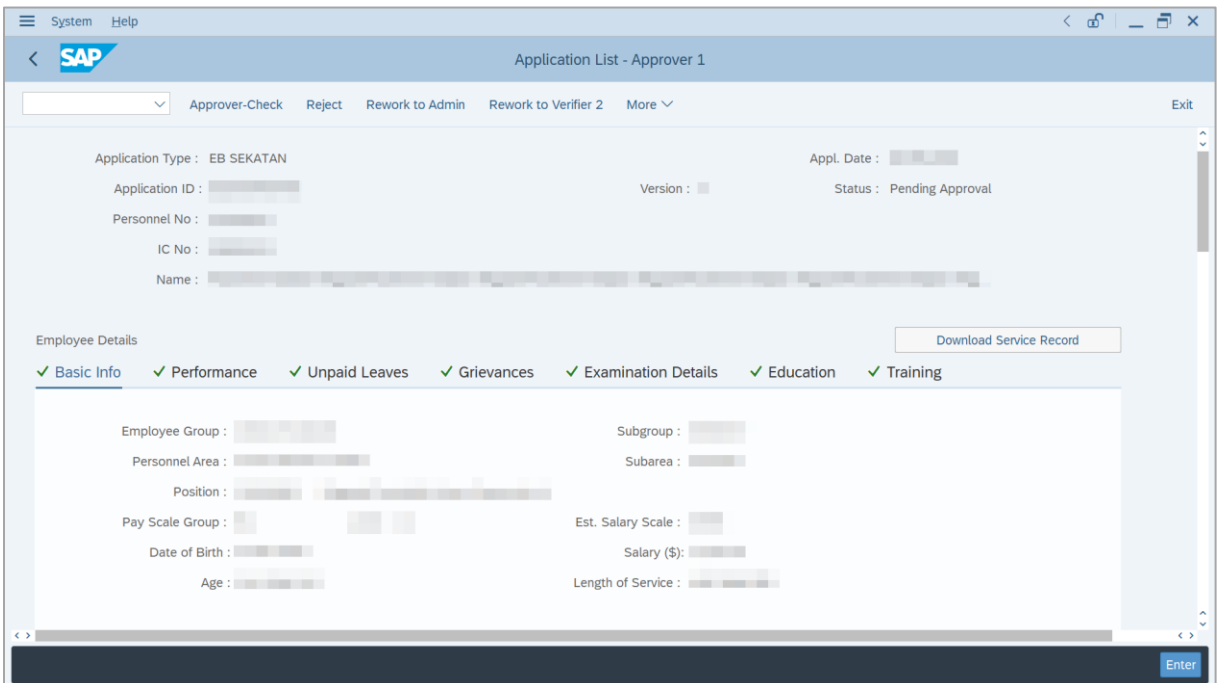 System Help
SAP
Application List - Approver 1
Approver-Check Reject Rework to Admin Rework to Verifier 2 More Exit
Application Type : EB SEKATAN Appl. Date :
Application ID : Version : Status : Pending Approval
Personnel No :
IC No :
Name :
Employee Details Download Service Record
Basic Info Performance Unpaid Leaves Grievances Examination Details Education Training
Employee Group : Subgroup :
Personnel Area : Subarea :
Position :
Pay Scale Group : Est. Salary Scale :
Date of Birth : Salary ($):
Age : Length of Service :
Enter